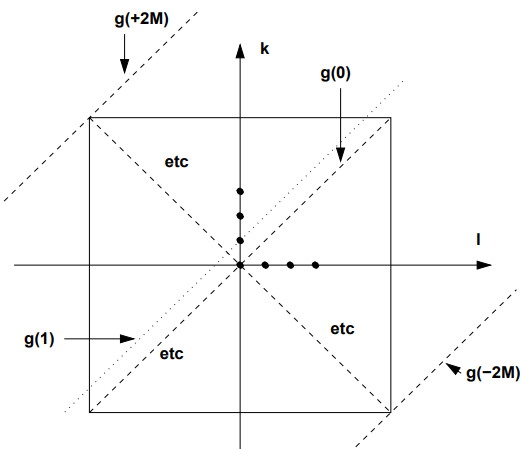 g(+2M)
k
g(0)
etc
l
etc
g(1)
etc
g(−2M)